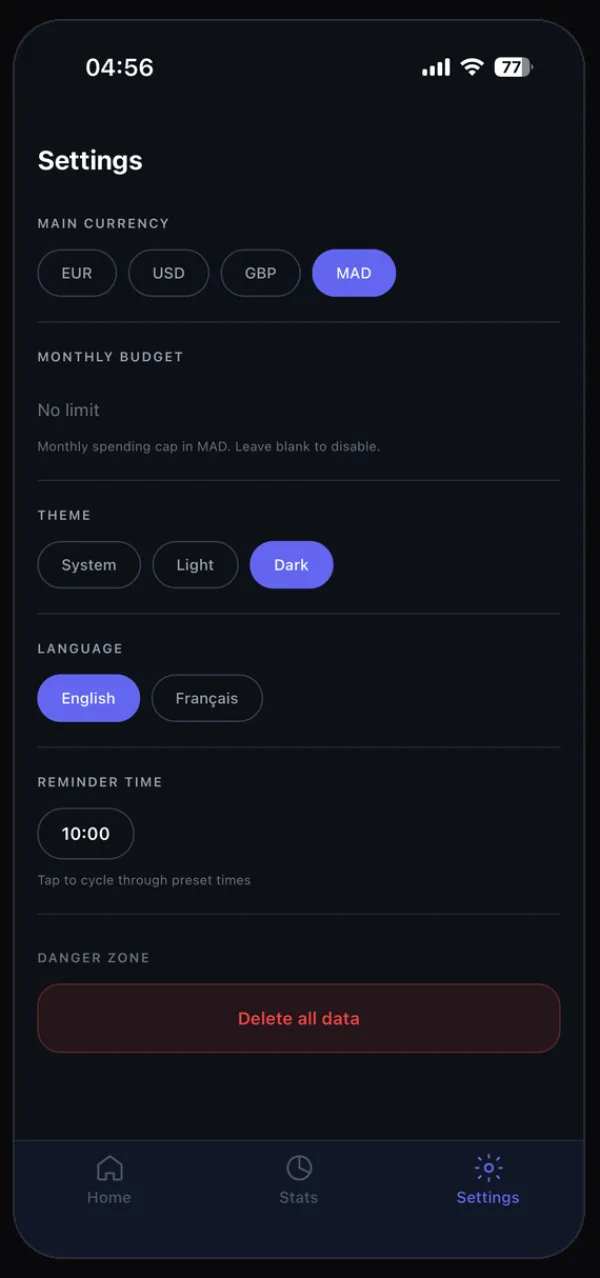 04:56
77
Settings
MAIN CURRENCY
EUR USD GBP MAD
MONTHLY BUDGET
No limit
Monthly spending cap in MAD. Leave blank to disable.
THEME
System Light Dark
LANGUAGE
English Français
REMINDER TIME
10:00
Tap to cycle through preset times
DANGER ZONE
Delete all data
Home Stats Settings